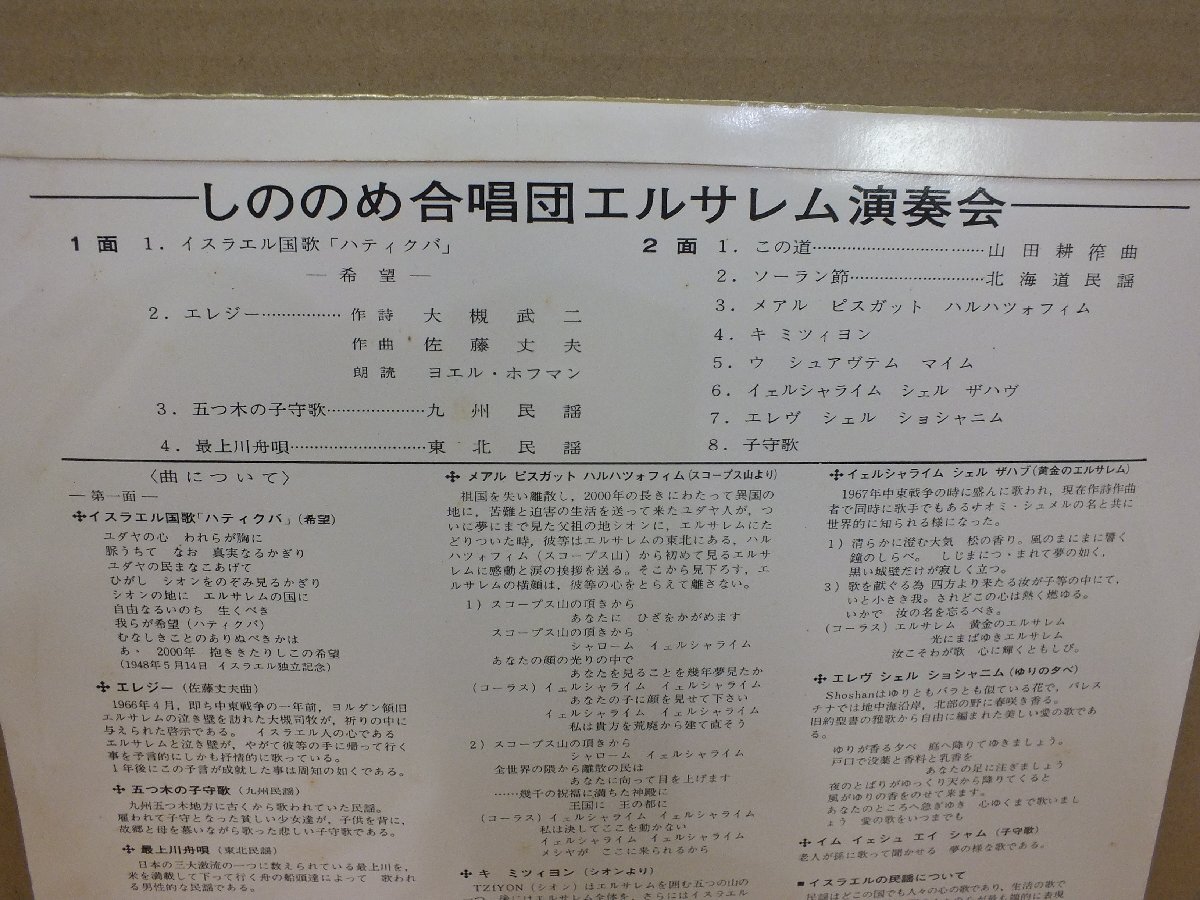 しののめ合唱団エルサレム演奏会
1面 1. イスラエル国歌「ハティクバ」
― 希望 ―
2. エレジー……………作詩 大槻武二
作曲 佐藤丈夫
朗読 ヨエル・ホフマン
3. 五つ木の子守歌…………………九州民謡
4. 最上川舟唄…………………………東北民謡
2面 1. この道……………………………山田耕筰曲
2. ソーラン節………………………北海道民謡
3. メアル ピスガット ハルハツォフィム
4. キ ミツィヨン
5. ウ シュアヴテム マイム
6. イェルシャライム シェル ザハヴ
7. エレヴ シェル ショシャニム
8. 子守歌
〈曲について〉
― 第一面 ―
✣イスラエル国歌「ハティクバ」(希望)
ユダヤの心 われらが胸に
脈うちて なお 真実なるかぎり
ユダヤの民まなこあげて
ひがし シオンをのぞみ見るかぎり
シオンの地に エルサレムの国に
自由なるいのち 生くべき
我らが希望(ハティクバ)
むなしきことのありぬべきかは
あゝ 2000年 抱ききたりしこの希望
(1948年5月14日 イスラエル独立記念)
✣エレジー(佐藤丈夫曲)
1966年4月, 即ち中東戦争の一年前, ヨルダン領旧
エルサレムの泣き壁を訪れた大槻司牧が, 祈りの中に
与えられた啓示である。 イスラエル人の心である
エルサレムと泣き壁が, やがて彼等の手に帰って行く
事を予言的にしかも抒情的に歌っている。
1年後にこの予言が成就した事は周知の如くである。
✣五つ木の子守歌(九州民謡)
九州五つ木地方に古くから歌われていた民謡。
雇われて子守となった貧しい少女達が, 子供を背に,
故郷と母を慕いながら歌った悲しい子守歌である。
✣最上川舟唄(東北民謡)
日本の三大激流の一つに数えられている最上川を,
米を満載して下って行く舟の船頭達によって 歌われ
る男性的な民謡である。
✣メアル ピスガット ハルハツォフィム(スコープス山より)
祖国を失い離散し, 2000年の長きにわたって異国の
地に, 苦難と迫害の生活を送って来たユダヤ人が, つ
いに夢にまで見た父祖の地シオンに, エルサレムにた
どりついた時, 彼等はエルサレムの東北にある, ハル
ハツォフィム(スコープス山)から初めて見るエルサ
レムに感動と涙の挨拶を送る。そこから見下ろす, エ
ルサレムの横顔は, 彼等の心をとらえて離さない。
1) スコープス山の頂きから
あなたに ひざをかがめます
スコープス山の頂きから
シャローム イェルシャライム
あなたの顔の光りの中で
あなたを見ることを幾年夢見たか
(コーラス)イェルシャライム イェルシャライム
あなたの子に顔を見せて下さい
イェルシャライム イェルシャライム
私は貴方を荒廃から建て直そう
2) スコープス山の頂きから
シャローム イェルシャライム
全世界の隈から離散の民は
あなたに向って目を上げます
……幾千の祝福に満ちた神殿に
王国に 王の都に
(コーラス)イェルシャライム イェルシャライム
私は決してここを動かない
イェルシャライム イェルシャライム
メシヤが ここに来られるから
✣キ ミツィヨン(シオンより)
TZIYON(シオン)はエルサレムを囲む五つの山の
✣イェルシャライム シェル ザハブ(黄金のエルサレム)
1967年中東戦争の時に盛んに歌われ, 現在作詩作曲
者で同時に歌手でもあるナオミ・シュメルの名と共に
世界的に知られる様になった。
1) 清らかに澄む大気 松の香り。風のまにまに響く
鐘のしらべ。 しじまにつゝまれて夢の如く,
黒い城壁だけが寂しく立つ。
3) 歌を献ぐる為 四方より来たる汝が子等の中にて,
いと小さき我。されどこの心は熱く燃ゆる。
いかで 汝の名を忘るべき。
(コーラス)エルサレム 黄金のエルサレム
光にまばゆきエルサレム
汝こそわが歌 心に輝くともしび。
✣エレヴ シェル ショシャニム(ゆりの夕べ)
Shoshanはゆりともバラとも似ている花で, パレス
チナでは地中海沿岸, 北部の野に春咲き香る。
旧約聖書の雅歌から自由に編まれた美しい愛の歌であ
る。
ゆりが香る夕べ 庭へ降りてゆきましょう。
戸口で没薬と香料と乳香を
あなたの足に注ぎましょう
夜のとばりがゆっくり天から降りてくると
風がゆりの香をのせて来ます。
あなたのところへ急ぎゆき 心ゆくまで歌いまし
ょう 愛の歌をいつまでも
✣イム イェシュ エイ シャム(子守歌)
老人が孫に歌って聞かせる 夢の様な歌である。
■イスラエルの民謡について
民謡はどこの国でも人々の心の歌であり, 生活の歌で